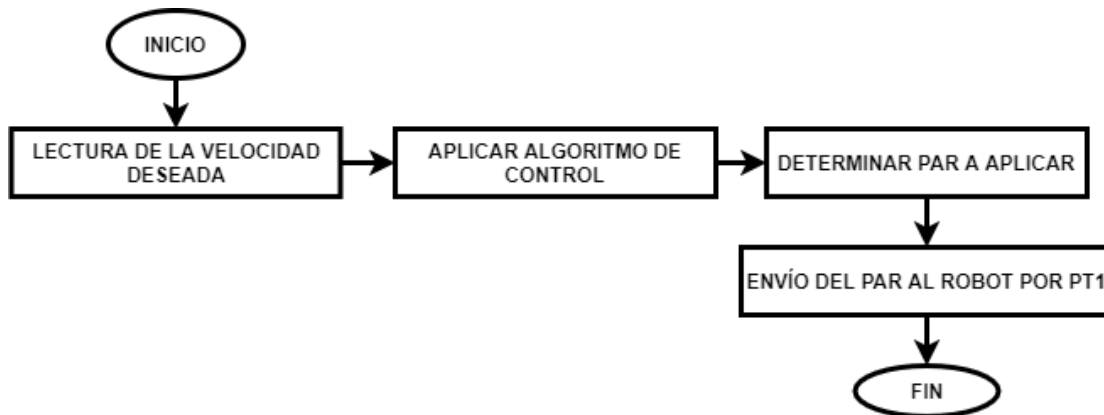 INICIO
LECTURA DE LA VELOCIDAD
DESEADA
APLICAR ALGORITMO DE
CONTROL
DETERMINAR PAR A APLICAR
ENVÍO DEL PAR AL ROBOT POR PT1
FIN